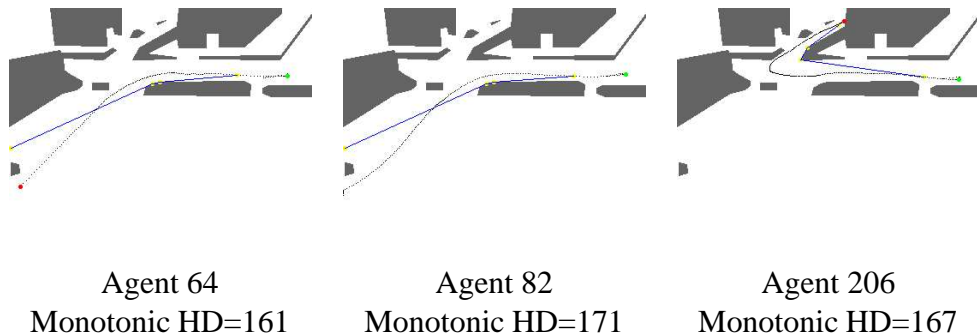 Agent 64
Monotonic HD=161
Agent 82
Monotonic HD=171
Agent 206
Monotonic HD=167